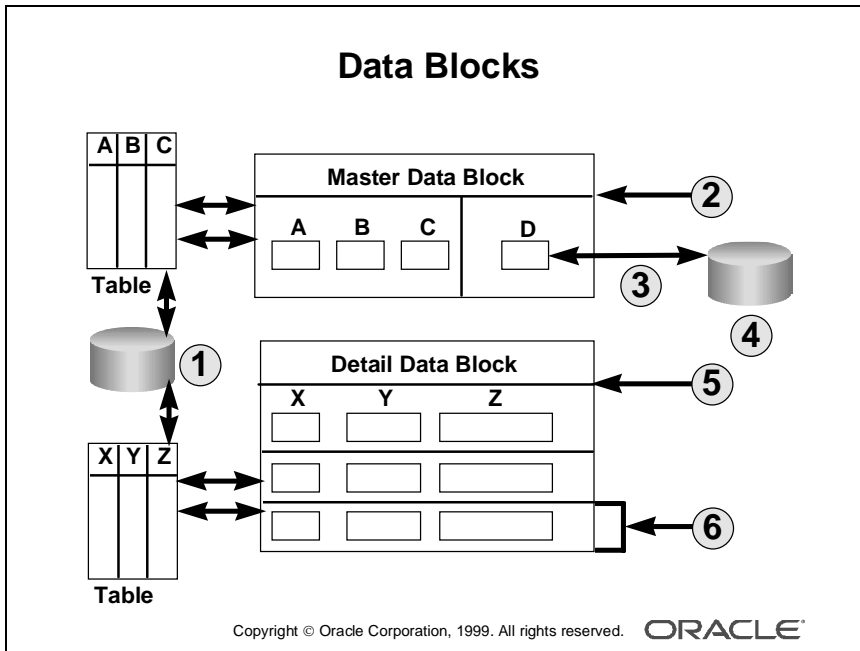 Data Blocks
A B C
Master Data Block
2
A B C D
3
Table
4
1
Detail Data Block
5
X Y Z
X Y Z
6
Table
Copyright © Oracle Corporation, 1999. All rights reserved. ORACLE®